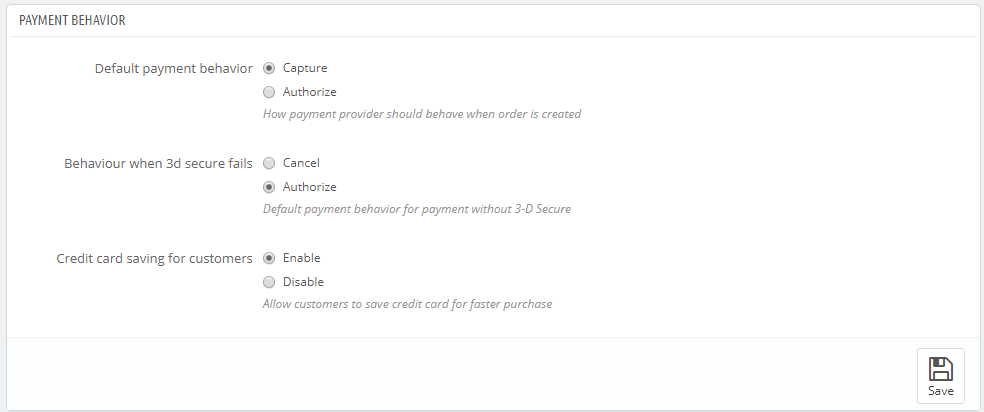 PAYMENT BEHAVIOR
Default payment behavior
Capture
Authorize
How payment provider should behave when order is created
Behaviour when 3d secure fails
Cancel
Authorize
Default payment behavior for payment without 3-D Secure
Credit card saving for customers
Enable
Disable
Allow customers to save credit card for faster purchase
Save